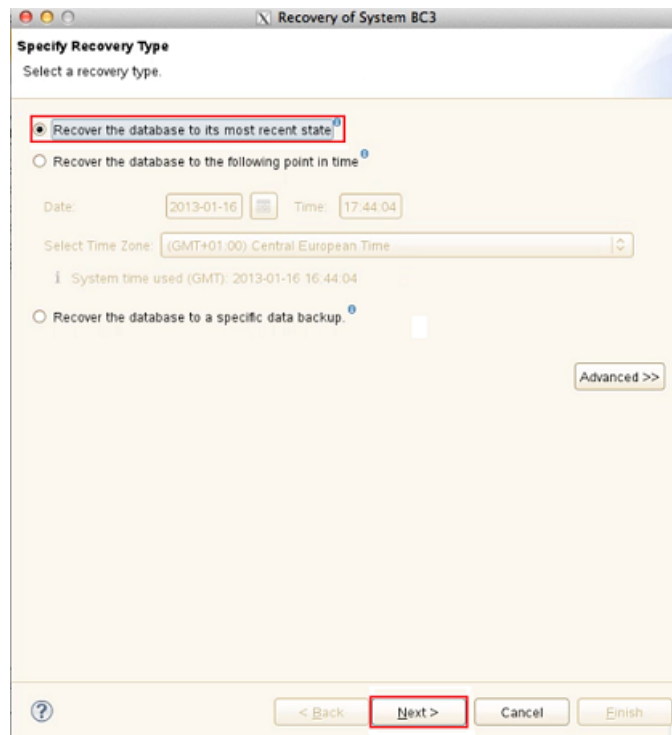 Recovery of System BC3
Specify Recovery Type
Select a recovery type.
Recover the database to its most recent state
Recover the database to the following point in time
Date: 2013-01-16 Time: 17:44:04
Select Time Zone: (GMT+01:00) Central European Time
System time used (GMT): 2013-01-16 16:44:04
Recover the database to a specific data backup.
Advanced >>
< Back Next > Cancel Finish